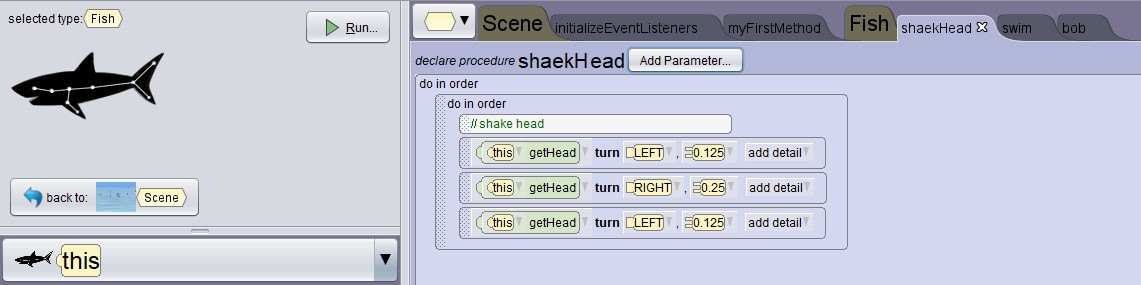 selected type: Fish
Run...
back to: Scene
this
Scene initializeEventListeners myFirstMethod Fish shaekHead swim bob
declare procedure shaekHead Add Parameter...
do in order
do in order
// shake head
this getHead turn LEFT , 0.125 add detail
this getHead turn RIGHT , 0.25 add detail
this getHead turn LEFT , 0.125 add detail